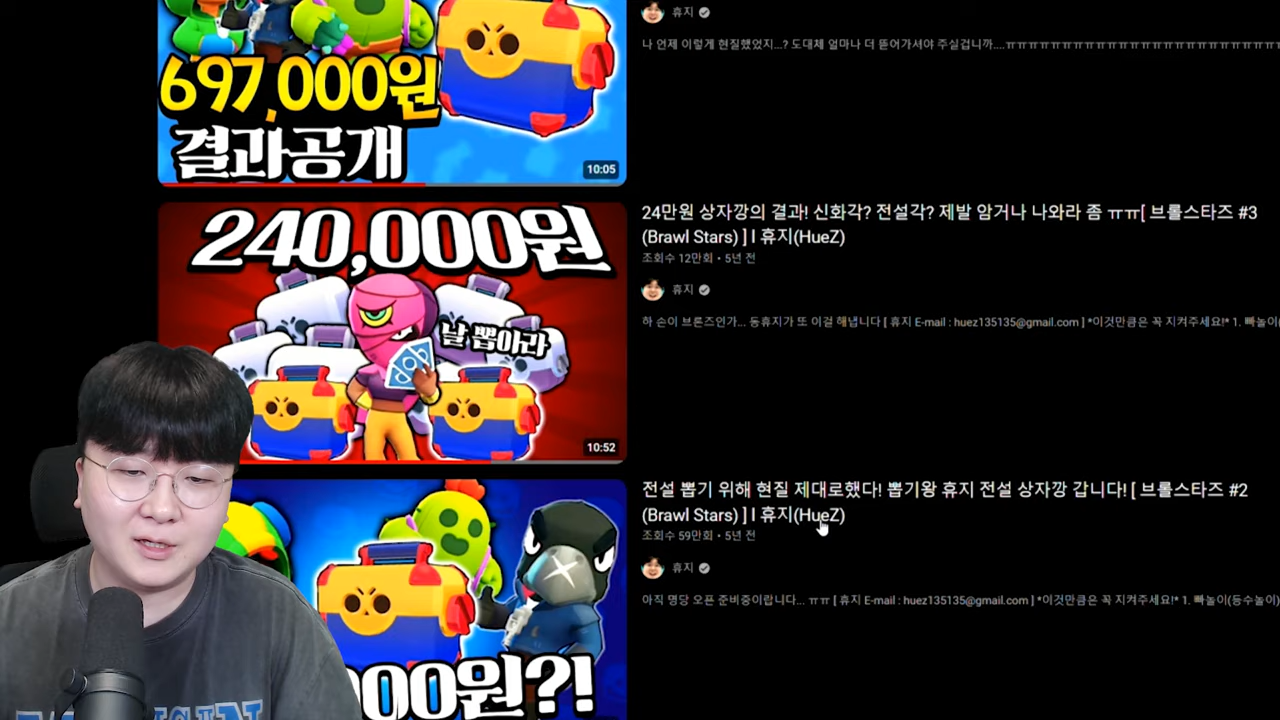 697,000원
결과공개
10:05
휴지
나 언제 이렇게 현질했었지...? 도대체 얼마나 더 뜯어가셔야 주실겁니까....ㅠㅠㅠㅠㅠㅠㅠㅠㅠㅠㅠㅠㅠㅠㅠㅠㅠㅠㅠㅠㅠㅠㅠㅠ
240,000원
날 뽑아라
10:52
24만원 상자깡의 결과! 신화각? 전설각? 제발 암거나 나와라 좀 ㅠㅠ[ 브롤스타즈 #3
(Brawl Stars) ] l 휴지(HueZ)
조회수 12만회 • 5년 전
휴지
하 손이 브론즈인가... 등휴지가 또 이걸 해냅니다 [ 휴지 E-mail : huez135135@gmail.com ] *이것만큼은 꼭 지켜주세요!* 1. 빠놀이(
00원?!
전설 뽑기 위해 현질 제대로했다! 뽑기왕 휴지 전설 상자깡 갑니다! [ 브롤스타즈 #2
(Brawl Stars) ] l 휴지(HueZ)
조회수 59만회 • 5년 전
휴지
아직 명당 오픈 준비중이랍니다... ㅠㅠ [ 휴지 E-mail : huez135135@gmail.com ] *이것만큼은 꼭 지켜주세요!* 1. 빠놀이(등수놀이)